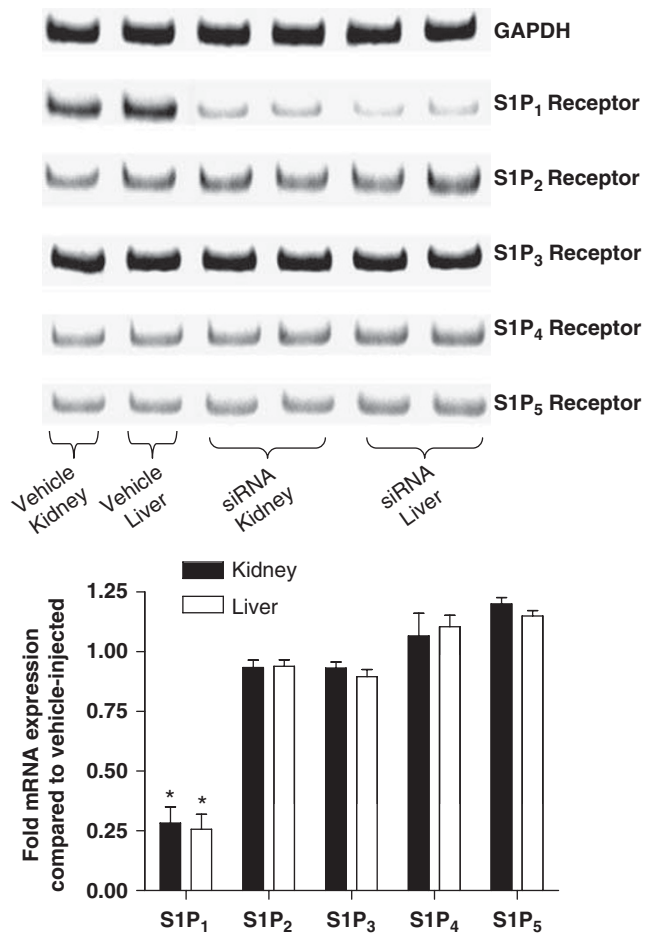 GAPDH
S1P₁ Receptor
S1P₂ Receptor
S1P₃ Receptor
S1P₄ Receptor
S1P₅ Receptor
Vehicle
Kidney
Vehicle
Liver
siRNA
Kidney
siRNA
Liver
Kidney
Liver
Fold mRNA expression
compared to vehicle-injected
1.25
1.00
0.75
0.50
0.25
0.00
* *
S1P₁ S1P₂ S1P₃ S1P₄ S1P₅